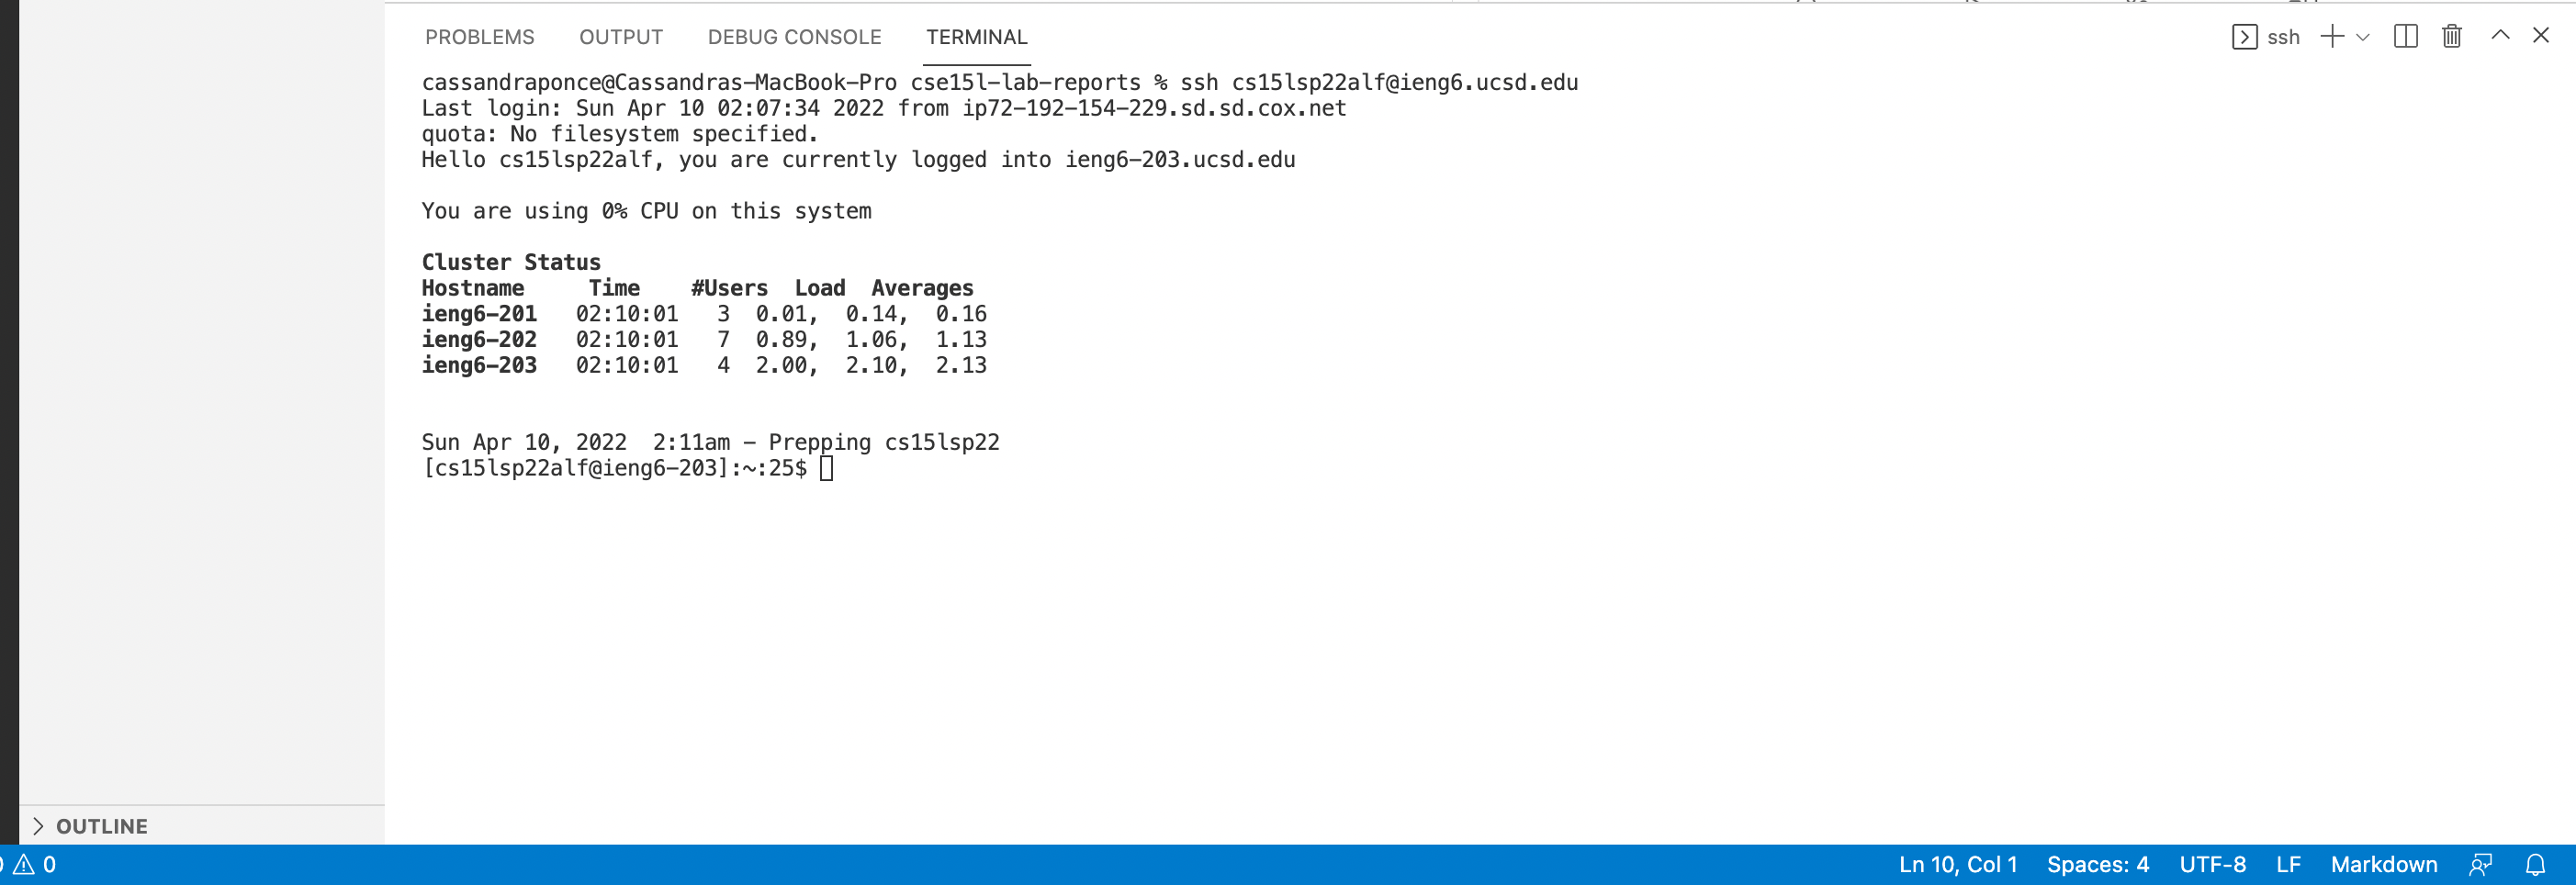 PROBLEMS OUTPUT DEBUG CONSOLE TERMINAL ssh
cassandraponce@Cassandras-MacBook-Pro cse15l-lab-reports % ssh cs15lsp22alf@ieng6.ucsd.edu
Last login: Sun Apr 10 02:07:34 2022 from ip72-192-154-229.sd.sd.cox.net
quota: No filesystem specified.
Hello cs15lsp22alf, you are currently logged into ieng6-203.ucsd.edu
You are using 0% CPU on this system
Cluster Status
Hostname Time #Users Load Averages
ieng6-201 02:10:01 3 0.01, 0.14, 0.16
ieng6-202 02:10:01 7 0.89, 1.06, 1.13
ieng6-203 02:10:01 4 2.00, 2.10, 2.13
Sun Apr 10, 2022 2:11am - Prepping cs15lsp22
[cs15lsp22alf@ieng6-203]:~:25$
OUTLINE
0 Ln 10, Col 1 Spaces: 4 UTF-8 LF Markdown